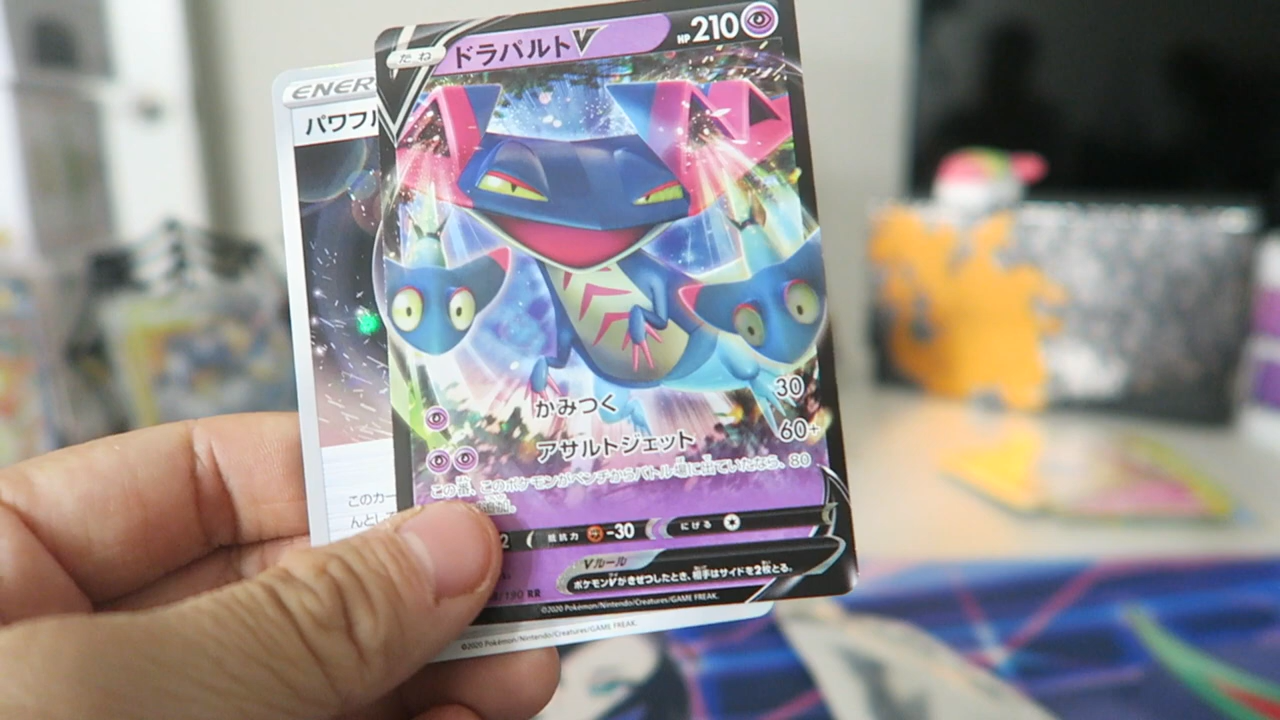 たね ドラパルトV HP 210
ENER
パワフル
かみつく 30
アサルトジェット 60+
この番、このポケモンがベンチからバトル場に出ていたなら、80
追加。
2 抵抗力 -30 にげる
Vルール
ポケモンVがきぜつしたとき、相手はサイドを2枚とる。
/190 RR
©2020 Pokémon/Nintendo/Creatures/GAME FREAK.
このカー
んとし
©2020 Pokémon/Nintendo/Creatures/GAME FREAK.